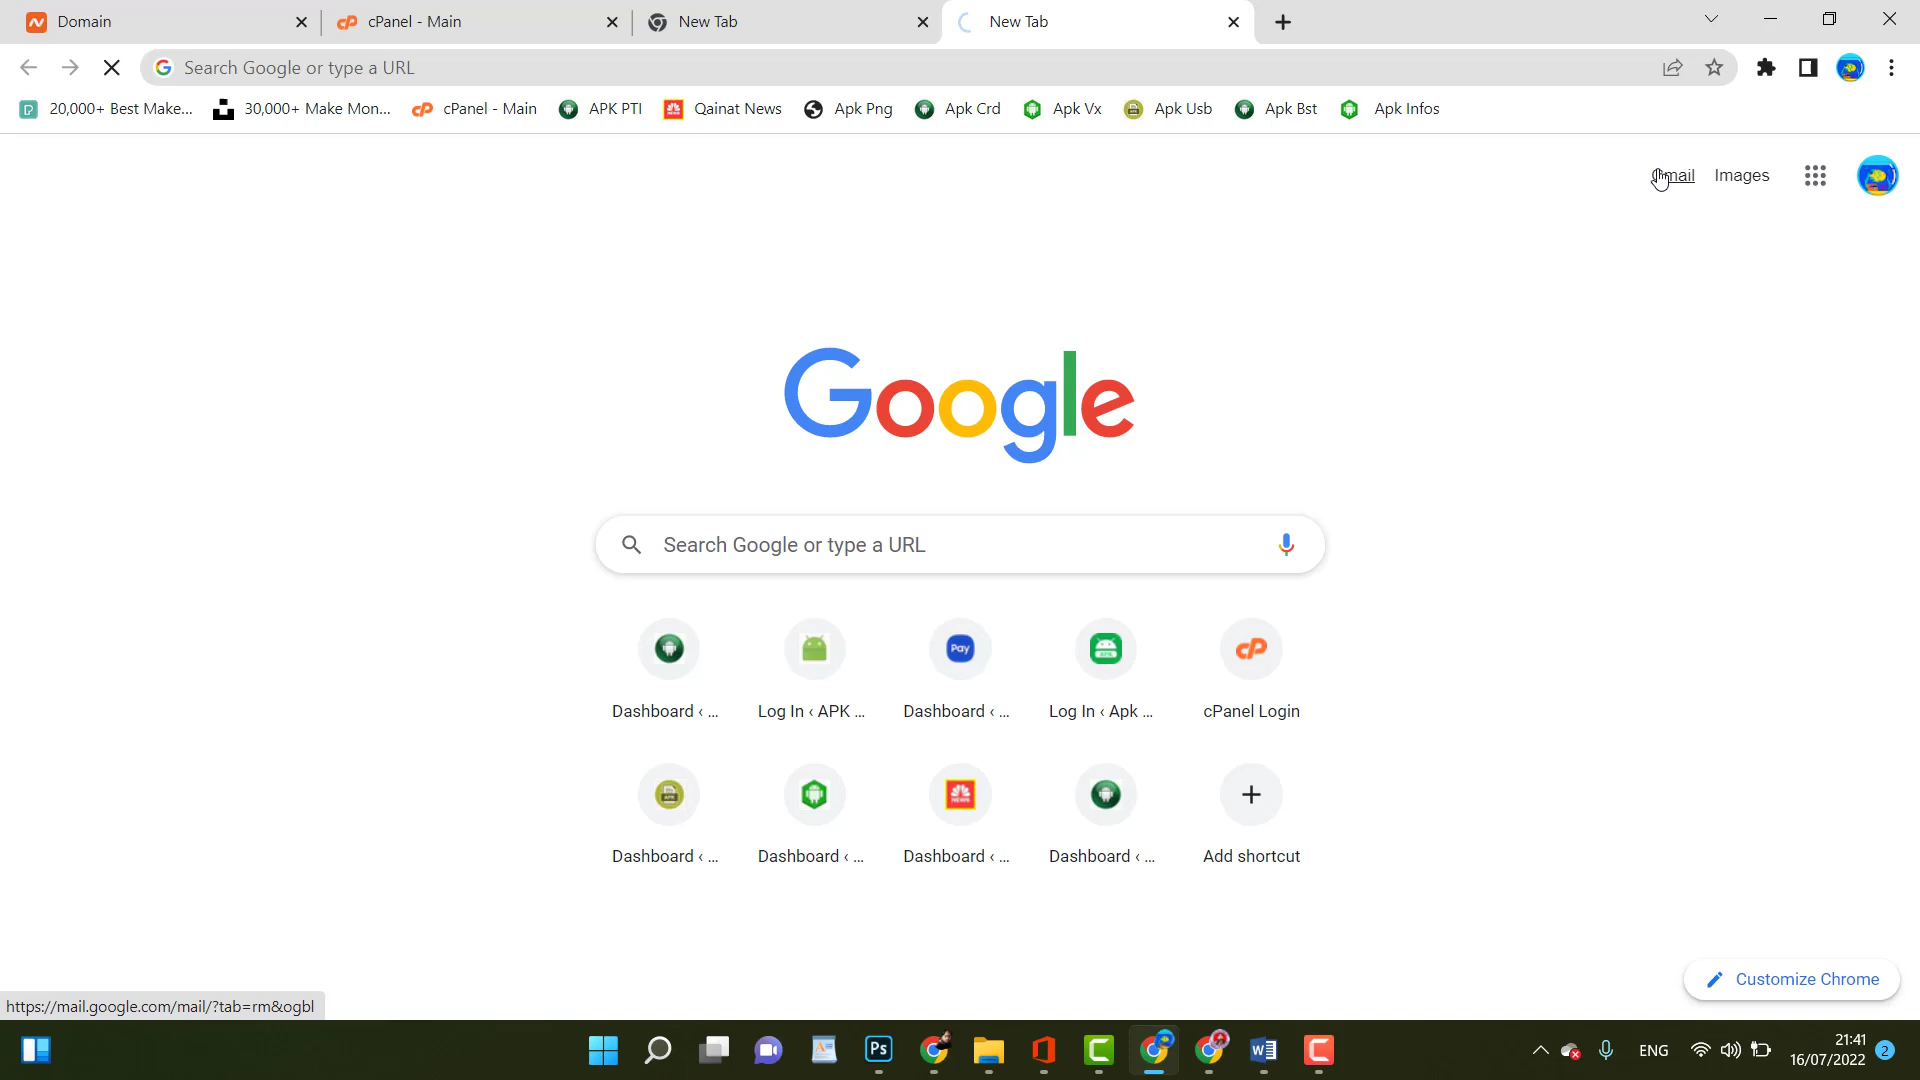 Domain
cPanel - Main
New Tab
New Tab
Search Google or type a URL
20,000+ Best Make...
30,000+ Make Mon...
cPanel - Main
APK PTI
Qainat News
Apk Png
Apk Crd
Apk Vx
Apk Usb
Apk Bst
Apk Infos
Gmail
Images
Google
Search Google or type a URL
Pay
Dashboard ‹ ...
Log In ‹ APK ...
Dashboard ‹ ...
Log In ‹ Apk ...
cPanel Login
Dashboard ‹ ...
Dashboard ‹ ...
Dashboard ‹ ...
Dashboard ‹ ...
Add shortcut
Customize Chrome
https://mail.google.com/mail/?tab=rm&ogbl
Ps
ENG
21:41
16/07/2022
2